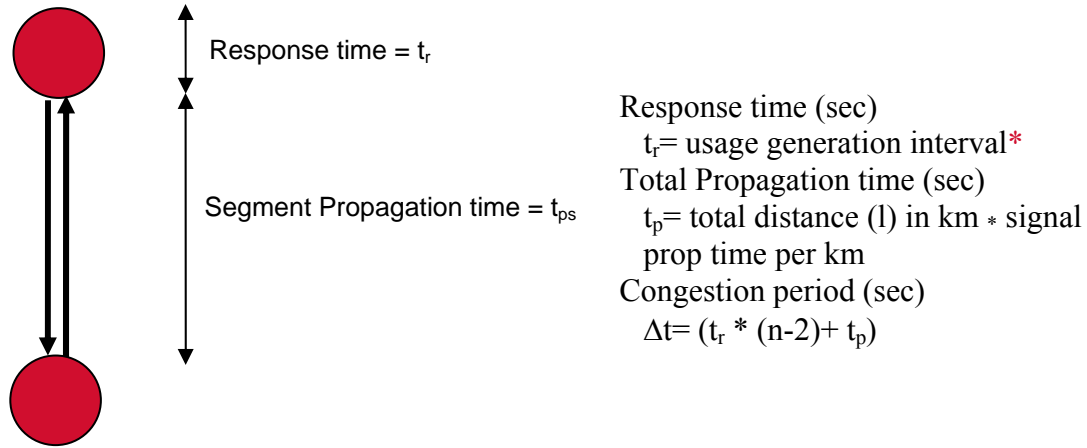 Response time = tr
Segment Propagation time = tps
Response time (sec)
tr= usage generation interval*
Total Propagation time (sec)
tp= total distance (l) in km * signal
prop time per km
Congestion period (sec)
Δt= (tr * (n-2)+ tp)